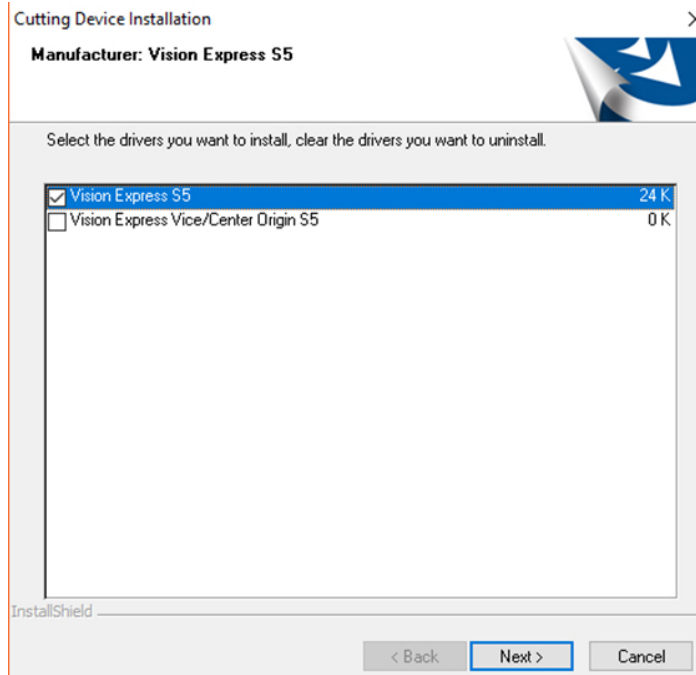 Cutting Device Installation
Manufacturer: Vision Express S5
Select the drivers you want to install, clear the drivers you want to uninstall.
Vision Express S5 24 K
Vision Express Vice/Center Origin S5 0 K
InstallShield
< Back Next > Cancel